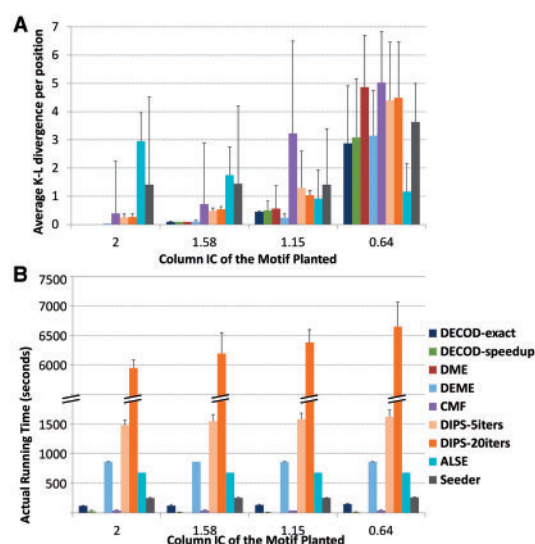 A
Average K-L divergence per position
7
6
5
4
3
2
1
0
2 1.58 1.15 0.64
Column IC of the Motif Planted
B
Actual Running Time (seconds)
7500
7000
6500
6000
1500
1000
500
DECOD-exact
DECOD-speedup
DME
DEME
CMF
DIPS-5iters
DIPS-20iters
ALSE
Seeder
2 1.58 1.15 0.64
Column IC of the Motif Planted